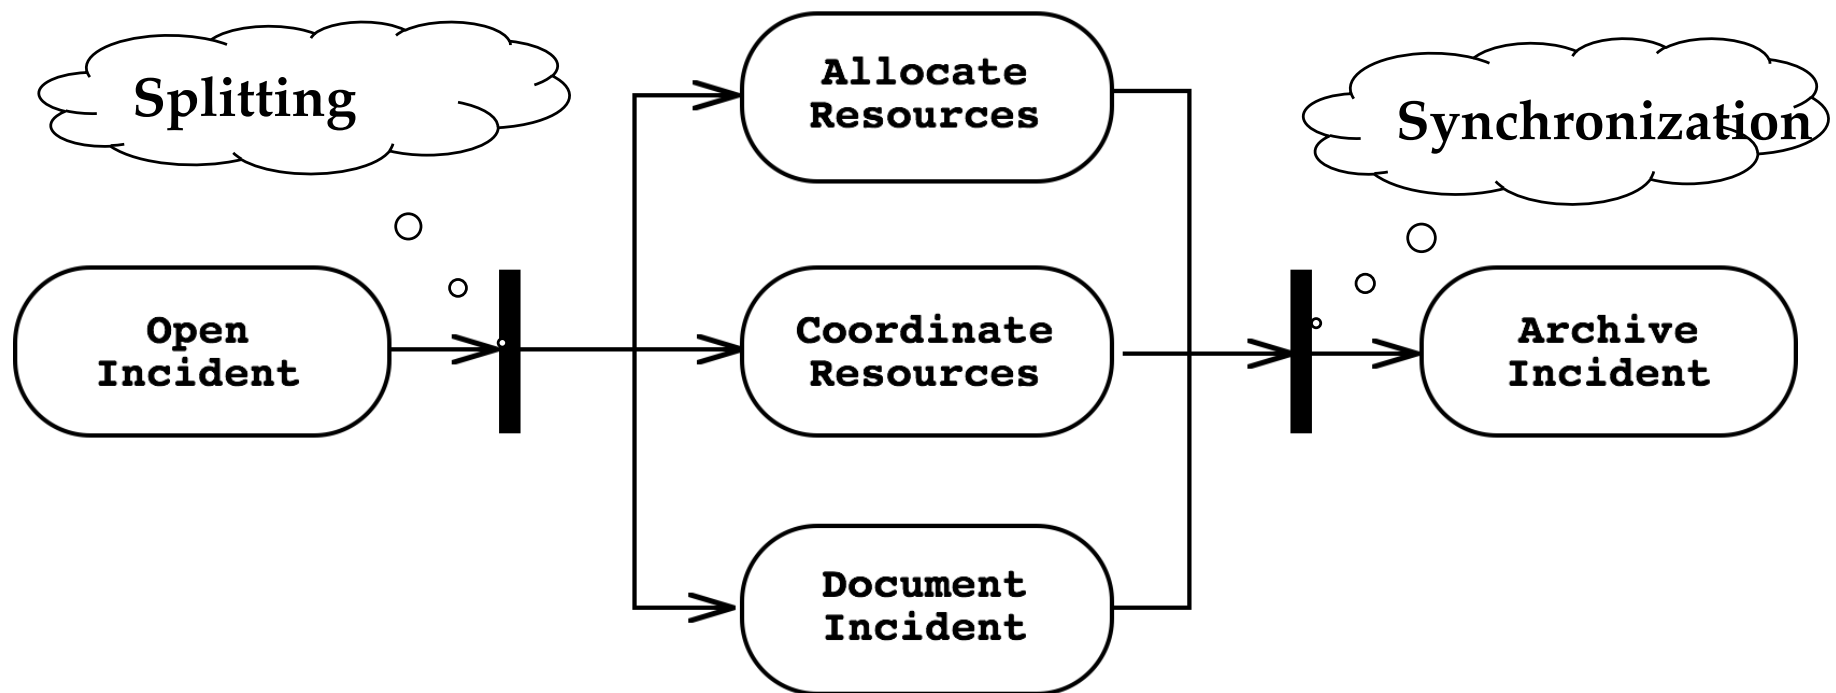 Splitting
Allocate
Resources
Synchronization
Open
Incident
Coordinate
Resources
Archive
Incident
Document
Incident